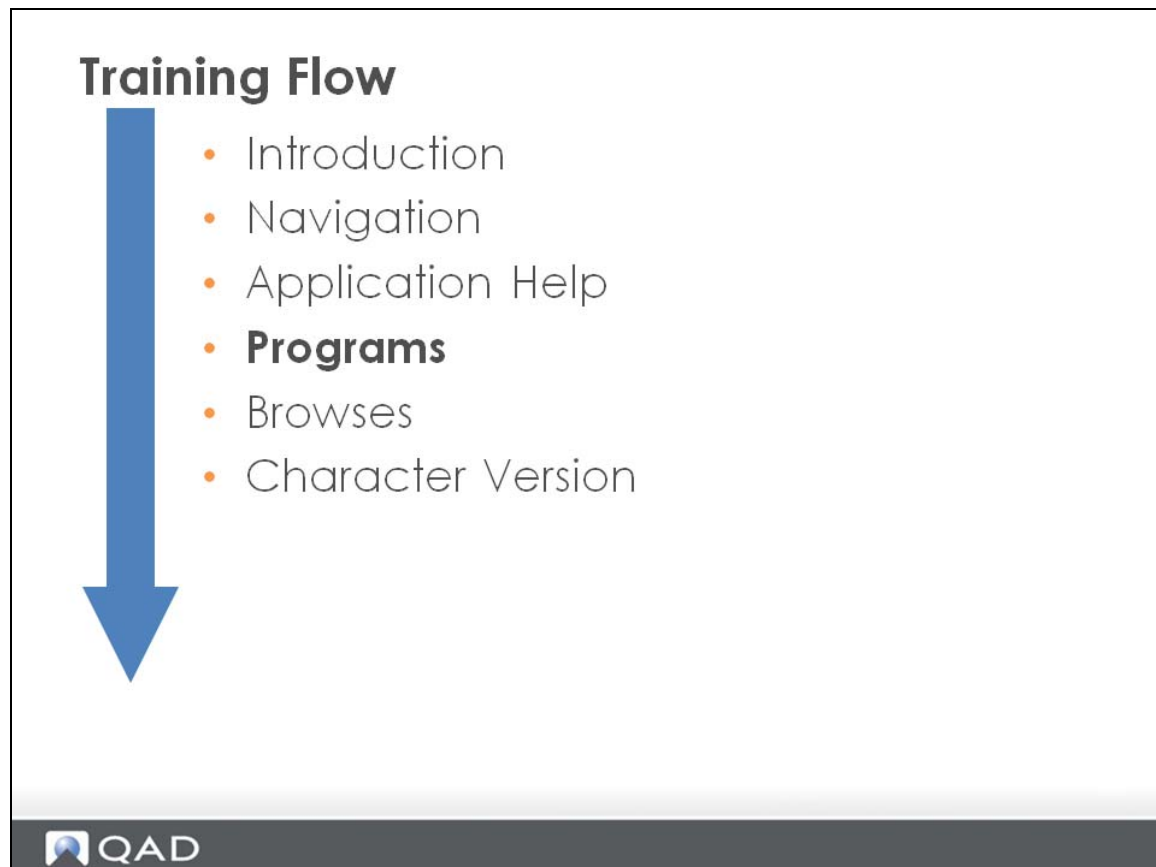 Training Flow
• Introduction
• Navigation
• Application Help
• Programs
• Browses
• Character Version
QAD